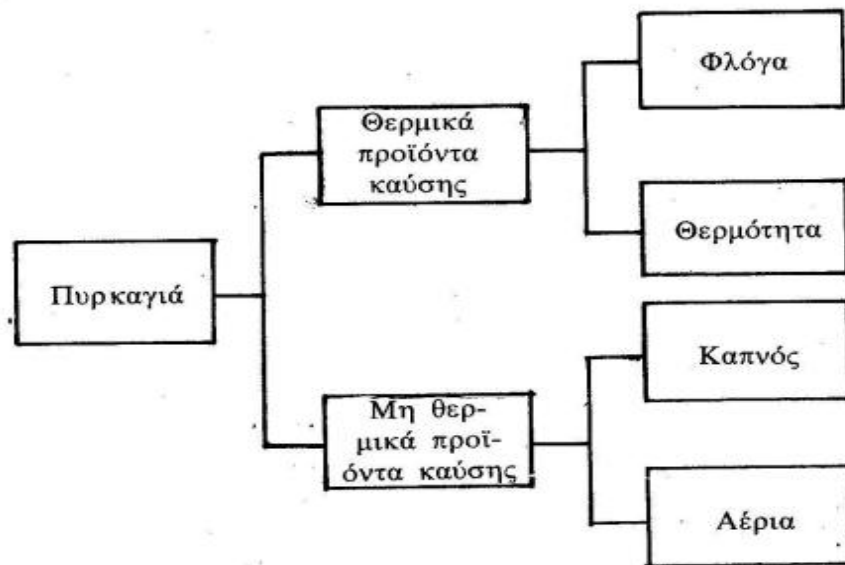 Φλόγα
Θερμικά
προϊόντα
καύσης
Θερμότητα
Πυρκαγιά
Καπνός
Μη θερ-
μικά προϊ-
όντα καύσης
Αέρια